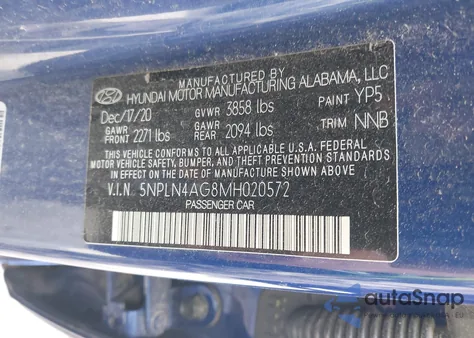 MANUFACTURED BY
HYUNDAI MOTOR MANUFACTURING ALABAMA, LLC
Dec/17/20 GVWR 3858 lbs PAINT YP5
GAWR FRONT 2271 lbs GAWR REAR 2094 lbs TRIM NNB
THIS VEHICLE CONFORMS TO ALL APPLICABLE U.S.A. FEDERAL
MOTOR VEHICLE SAFETY, BUMPER, AND THEFT PREVENTION STANDARDS
IN EFFECT ON THE DATE OF MANUFACTURE SHOWN ABOVE.
V.I.N. 5NPLN4AG8MH020572
PASSENGER CAR
autoSnap